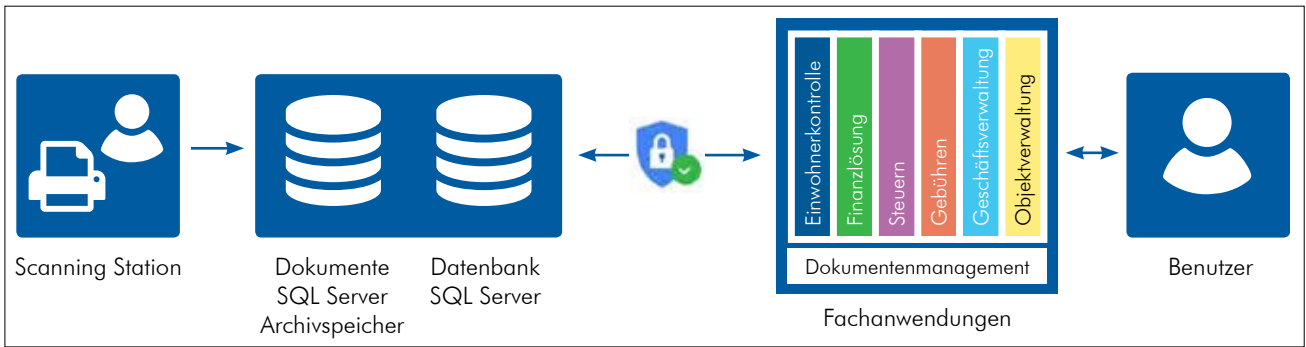 Scanning Station
Dokumente
SQL Server
Archivspeicher
Datenbank
SQL Server
Einwohnerkontrolle
Finanzlösung
Steuern
Gebühren
Geschäftsverwaltung
Objektverwaltung
Dokumentenmanagement
Fachanwendungen
Benutzer